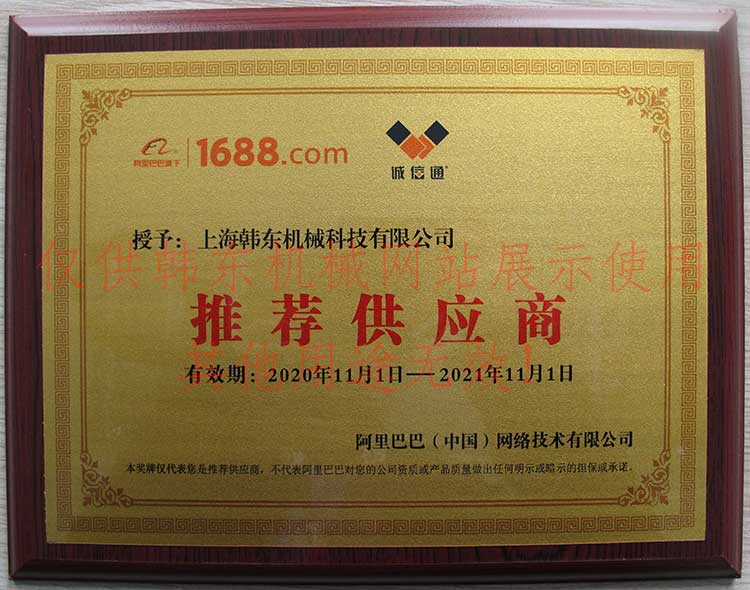 阿里巴巴旗下 1688.com 诚信通
授予：上海韩东机械科技有限公司
仅供韩东机械网站展示使用
推荐供应商
其他用途无效！
有效期：2020年11月1日——2021年11月1日
阿里巴巴（中国）网络技术有限公司
本奖牌仅代表您是推荐供应商，不代表阿里巴巴对您的公司资质或产品质量做出任何明示或暗示的担保或承诺。